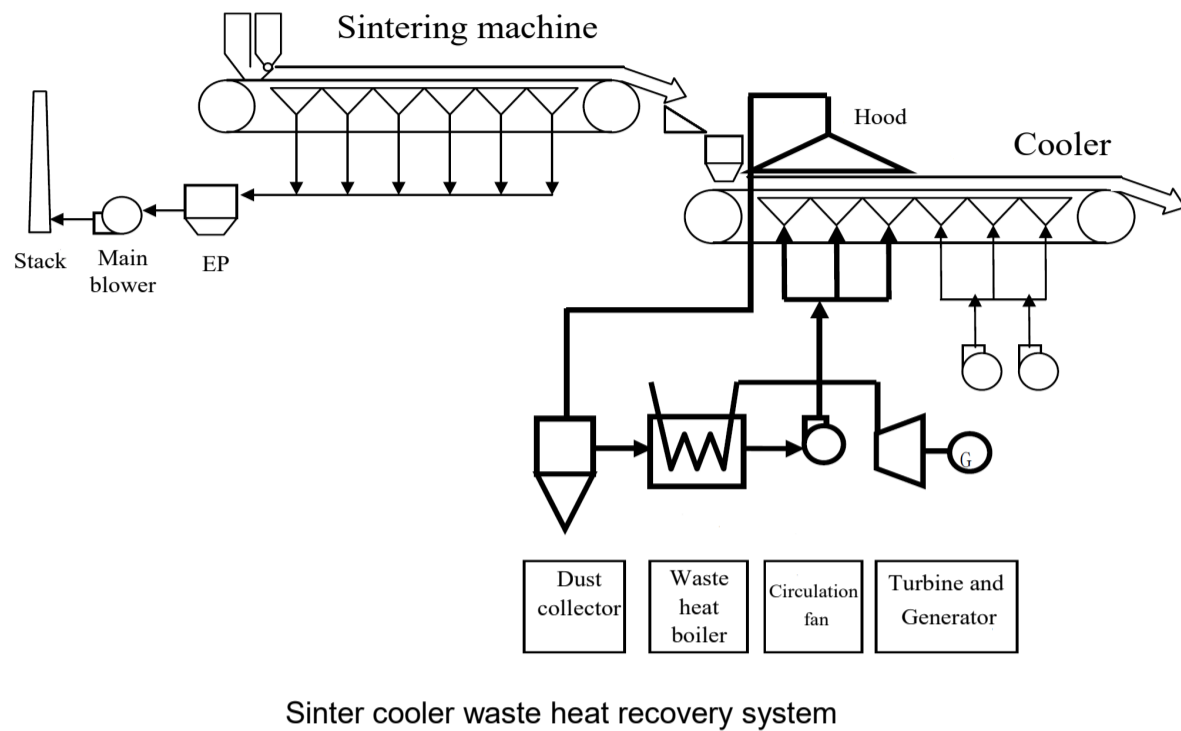 Sintering machine
Hood
Cooler
Stack
Main
blower
EP
G
Dust
collector
Waste
heat
boiler
Circulation
fan
Turbine and
Generator
Sinter cooler waste heat recovery system